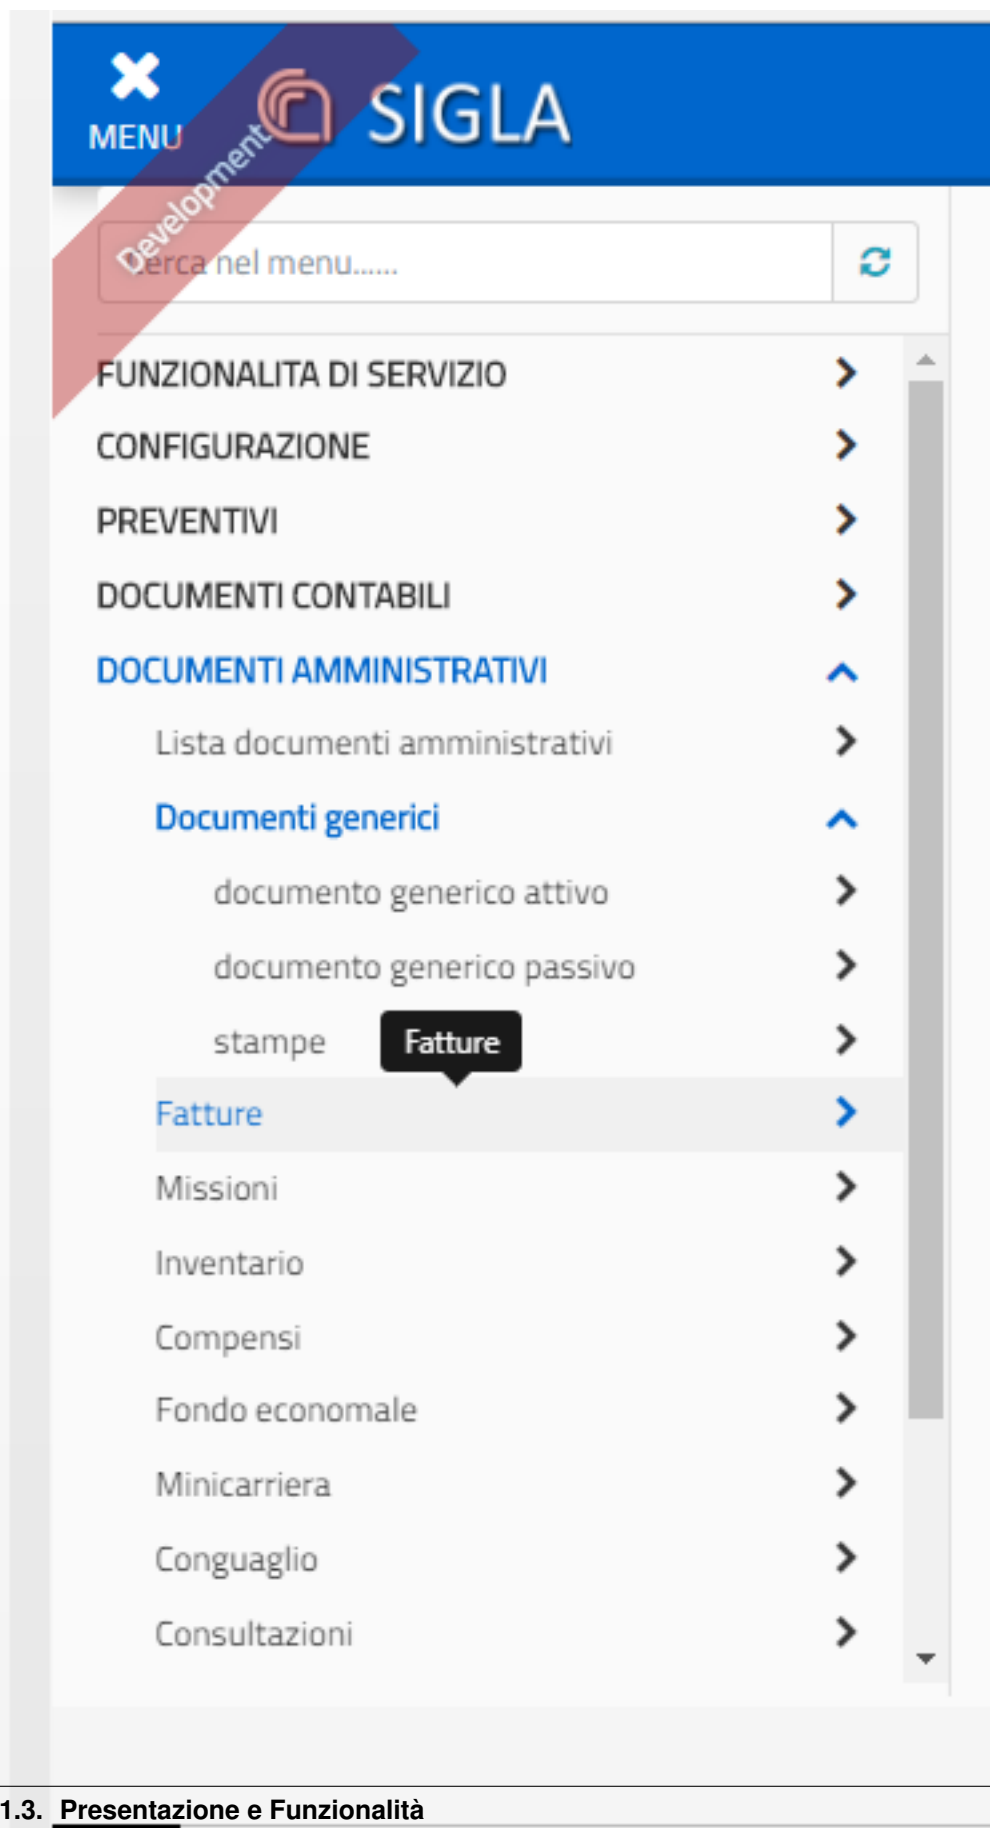 MENU
SIGLA
Development
Cerca nel menu......
FUNZIONALITA DI SERVIZIO
CONFIGURAZIONE
PREVENTIVI
DOCUMENTI CONTABILI
DOCUMENTI AMMINISTRATIVI
Lista documenti amministrativi
Documenti generici
documento generico attivo
documento generico passivo
stampe
Fatture
Fatture
Missioni
Inventario
Compensi
Fondo economale
Minicarriera
Conguaglio
Consultazioni
1.3. Presentazione e Funzionalità